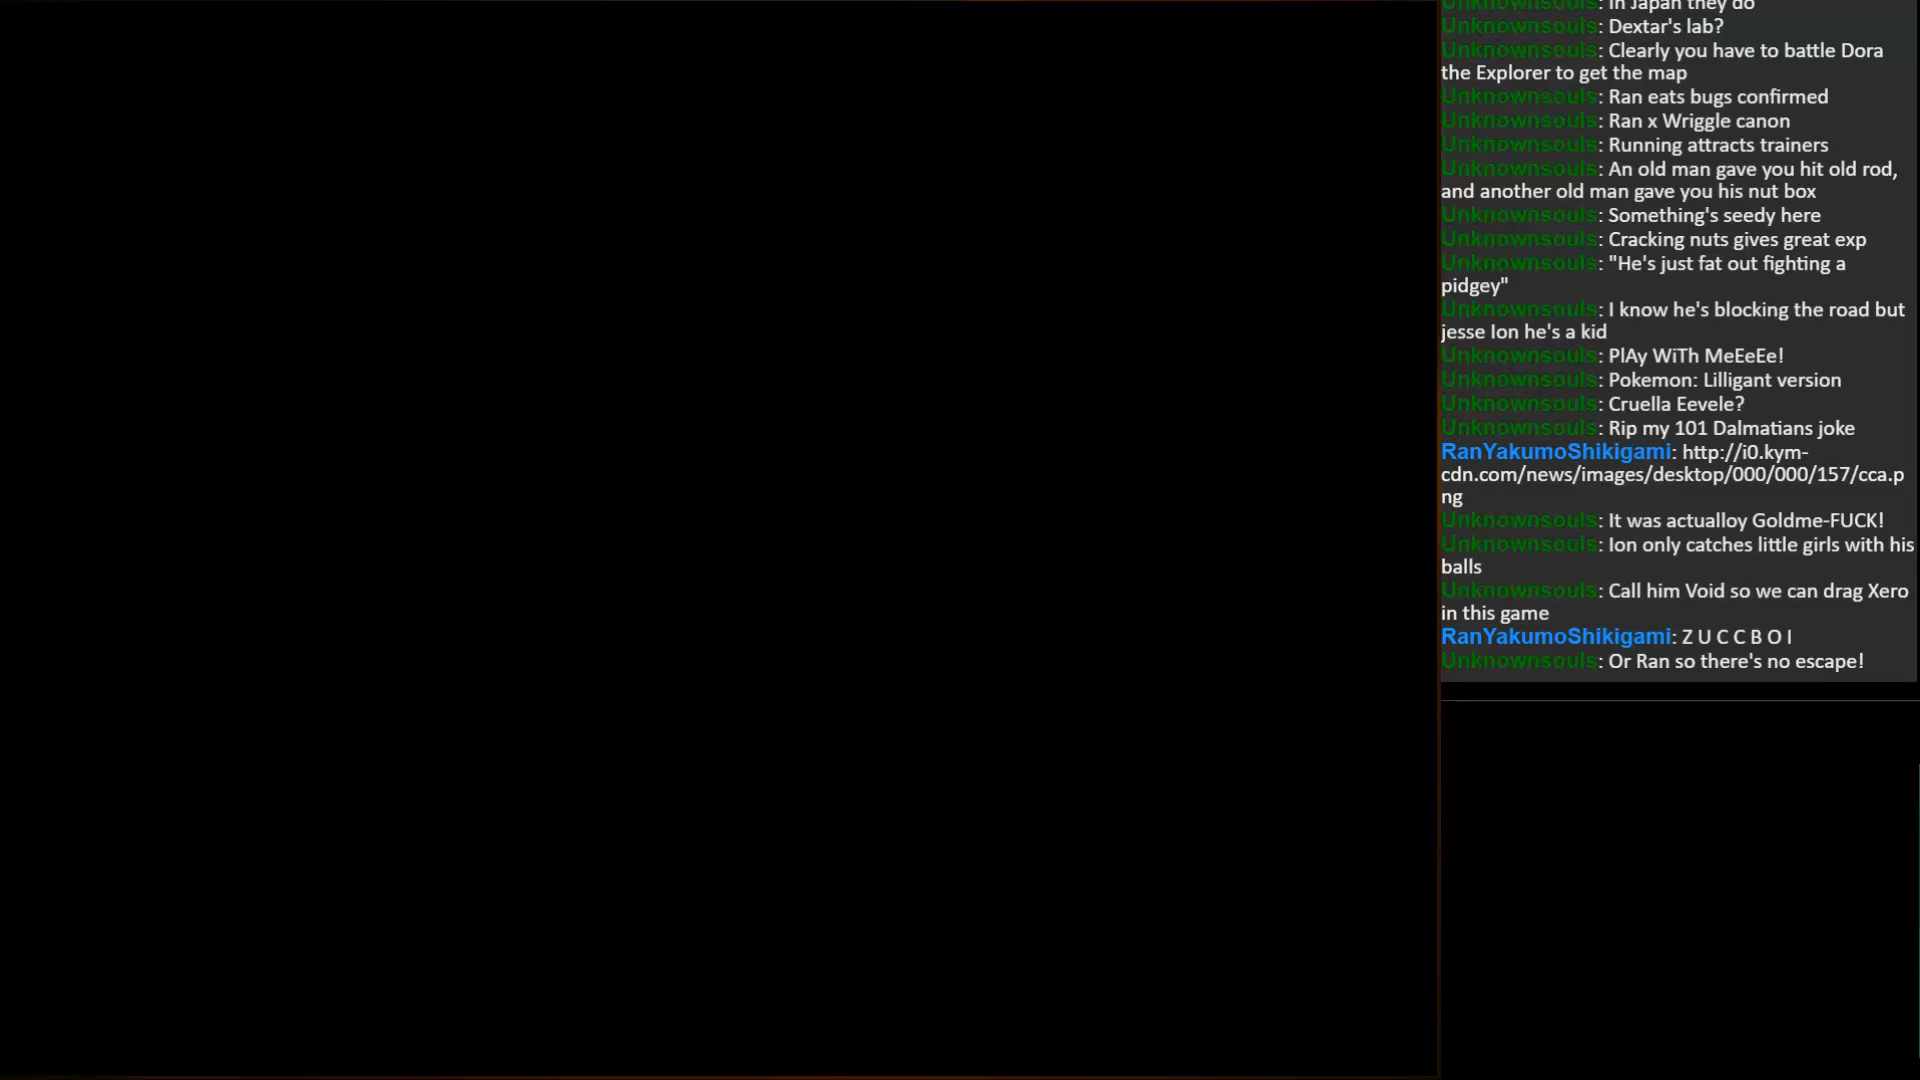 Unknownsouls: In Japan they do
Unknownsouls: Dextar's lab?
Unknownsouls: Clearly you have to battle Dora
the Explorer to get the map
Unknownsouls: Ran eats bugs confirmed
Unknownsouls: Ran x Wriggle canon
Unknownsouls: Running attracts trainers
Unknownsouls: An old man gave you hit old rod,
and another old man gave you his nut box
Unknownsouls: Something's seedy here
Unknownsouls: Cracking nuts gives great exp
Unknownsouls: "He's just fat out fighting a
pidgey"
Unknownsouls: I know he's blocking the road but
jesse Ion he's a kid
Unknownsouls: PlAy WiTh MeEeEe!
Unknownsouls: Pokemon: Lilligant version
Unknownsouls: Cruella Eevele?
Unknownsouls: Rip my 101 Dalmatians joke
RanYakumoShikigami: http://i0.kym-
cdn.com/news/images/desktop/000/000/157/cca.p
ng
Unknownsouls: It was actualloy Goldme-FUCK!
Unknownsouls: Ion only catches little girls with his
balls
Unknownsouls: Call him Void so we can drag Xero
in this game
RanYakumoShikigami: Z U C C B O I
Unknownsouls: Or Ran so there's no escape!